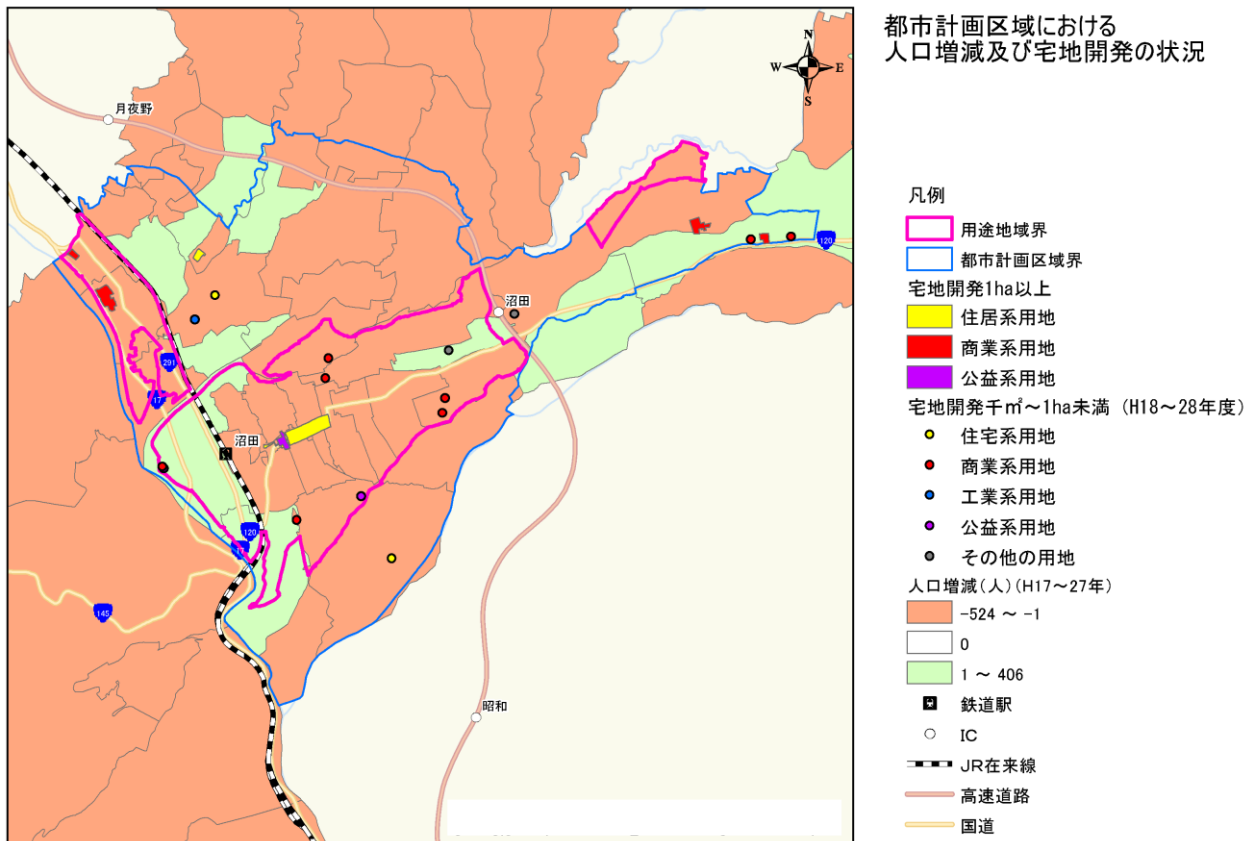 都市計画区域における
人口増減及び宅地開発の状況
N
W
E
S
月夜野
沼田
沼田
昭和
120
291
17
120
145
凡例
用途地域界
都市計画区域界
宅地開発1ha以上
住居系用地
商業系用地
公益系用地
宅地開発千㎡～1ha未満（H18～28年度）
住宅系用地
商業系用地
工業系用地
公益系用地
その他の用地
人口増減(人)(H17～27年)
-524 ～ -1
0
1 ～ 406
鉄道駅
IC
JR在来線
高速道路
国道